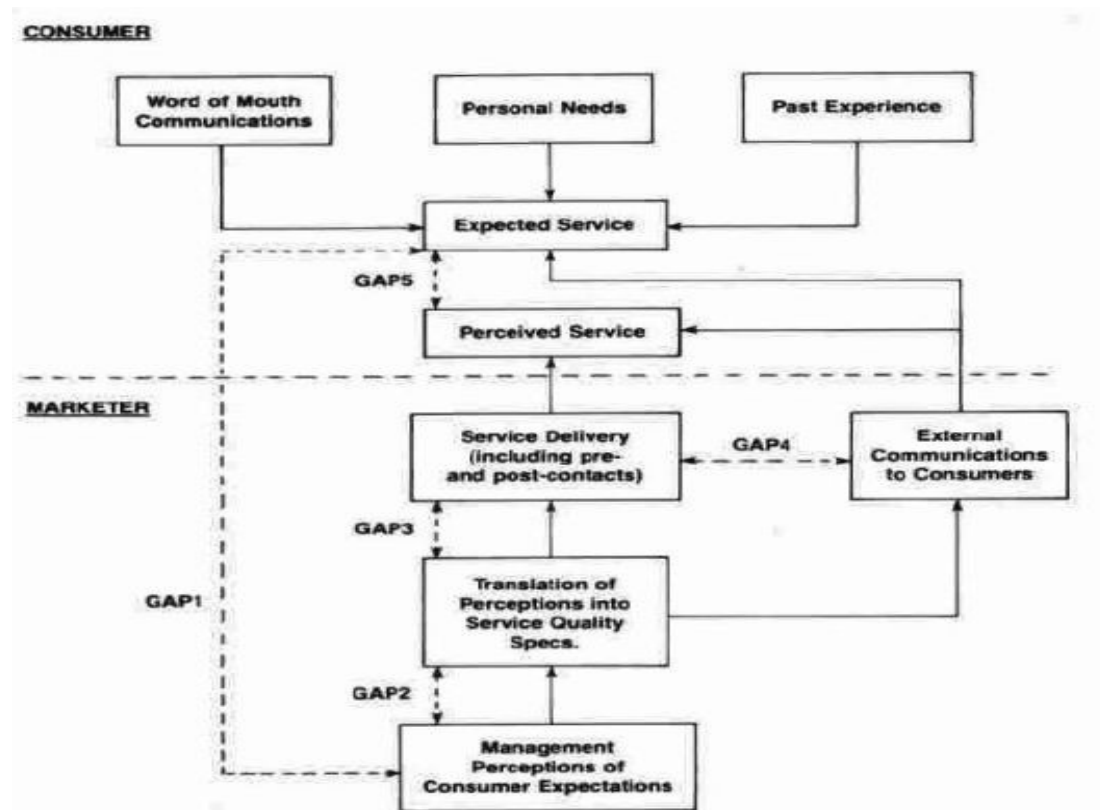 CONSUMER
Word of Mouth
Communications
Personal Needs
Past Experience
Expected Service
GAP5
Perceived Service
MARKETER
Service Delivery
(including pre-
and post-contacts)
GAP4
External
Communications
to Consumers
GAP3
Translation of
Perceptions into
Service Quality
Specs.
GAP1
GAP2
Management
Perceptions of
Consumer Expectations